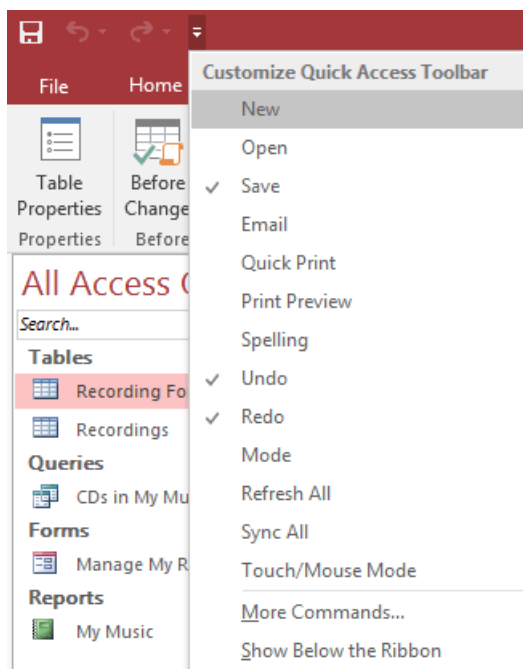 File
Home
Table
Properties
Before
Change
Properties
Before
All Access
Search...
Tables
Recording Fo
Recordings
Queries
CDs in My Mu
Forms
Manage My R
Reports
My Music
Customize Quick Access Toolbar
New
Open
Save
Email
Quick Print
Print Preview
Spelling
Undo
Redo
Mode
Refresh All
Sync All
Touch/Mouse Mode
More Commands...
Show Below the Ribbon